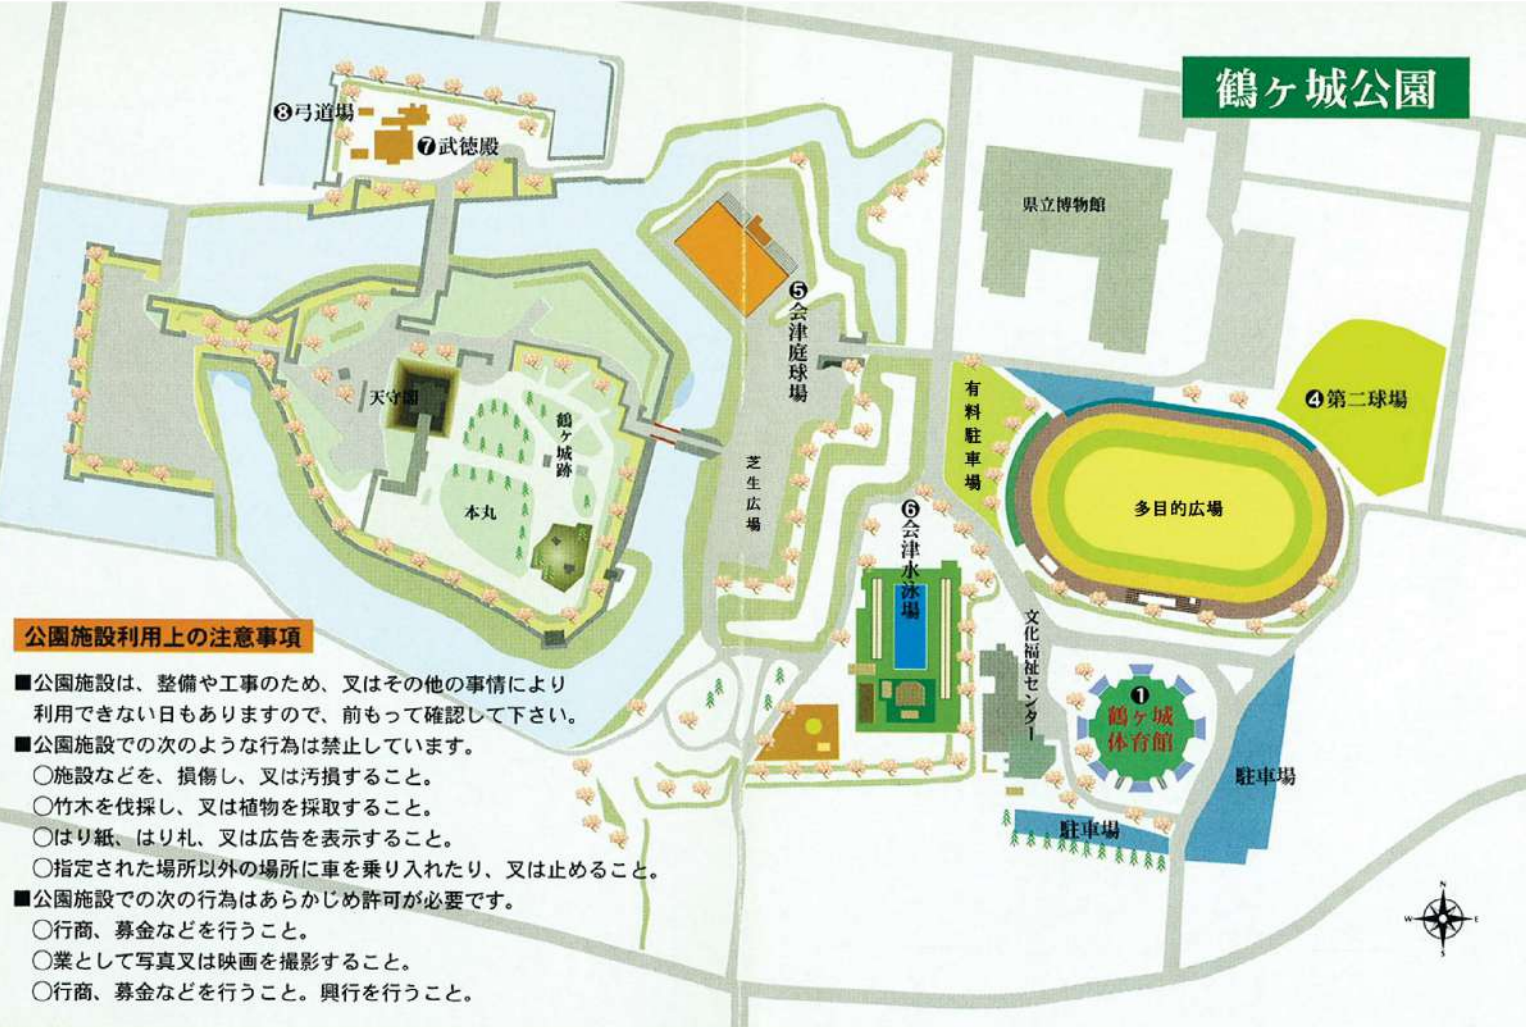 鶴ヶ城公園
❽弓道場
❼武徳殿
県立博物館
❺会津庭球場
❹第二球場
有料駐車場
天守閣
鶴ヶ城跡
本丸
芝生広場
多目的広場
❻会津水泳場
文化福祉センター
❶
鶴ヶ城
体育館
駐車場
駐車場
公園施設利用上の注意事項
■公園施設は、整備や工事のため、又はその他の事情により
利用できない日もありますので、前もって確認して下さい。
■公園施設での次のような行為は禁止しています。
○施設などを、損傷し、又は汚損すること。
○竹木を伐採し、又は植物を採取すること。
○はり紙、はり札、又は広告を表示すること。
○指定された場所以外の場所に車を乗り入れたり、又は止めること。
■公園施設での次の行為はあらかじめ許可が必要です。
○行商、募金などを行うこと。
○業として写真又は映画を撮影すること。
○行商、募金などを行うこと。興行を行うこと。
N
W
E
S